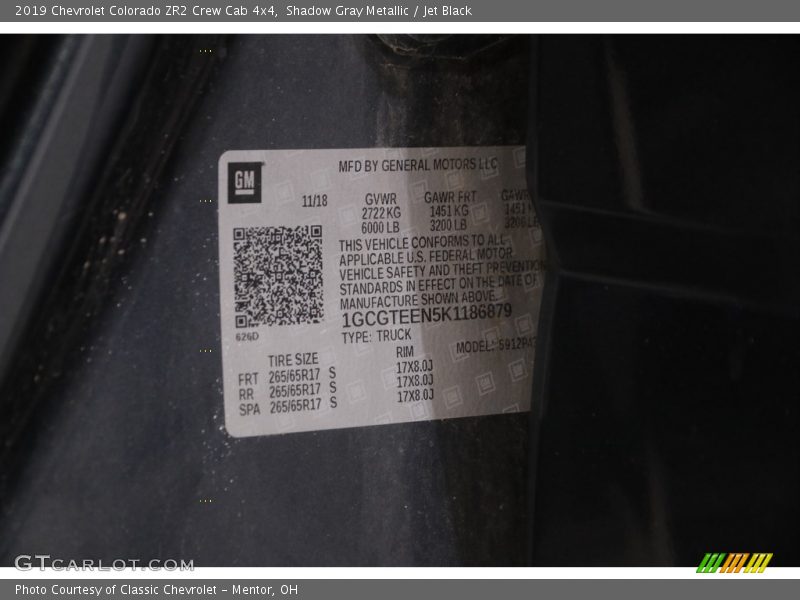 2019 Chevrolet Colorado ZR2 Crew Cab 4x4, Shadow Gray Metallic / Jet Black
GM
MFD BY GENERAL MOTORS LLC
11/18 GVWR GAWR FRT GAWR
2722 KG 1451 KG 1451
6000 LB 3200 LB
THIS VEHICLE CONFORMS TO ALL
APPLICABLE U.S. FEDERAL MOTOR
VEHICLE SAFETY AND THEFT PREVENTION
STANDARDS IN EFFECT ON THE DATE OF
MANUFACTURE SHOWN ABOVE.
1GCGTEEN5K1186879
626D
TYPE: TRUCK
MODEL:
TIRE SIZE RIM
FRT 265/65R17 S 17X8.0J
RR 265/65R17 S 17X8.0J
SPA 265/65R17 S 17X8.0J
GTCARLOT.COM
Photo Courtesy of Classic Chevrolet - Mentor, OH